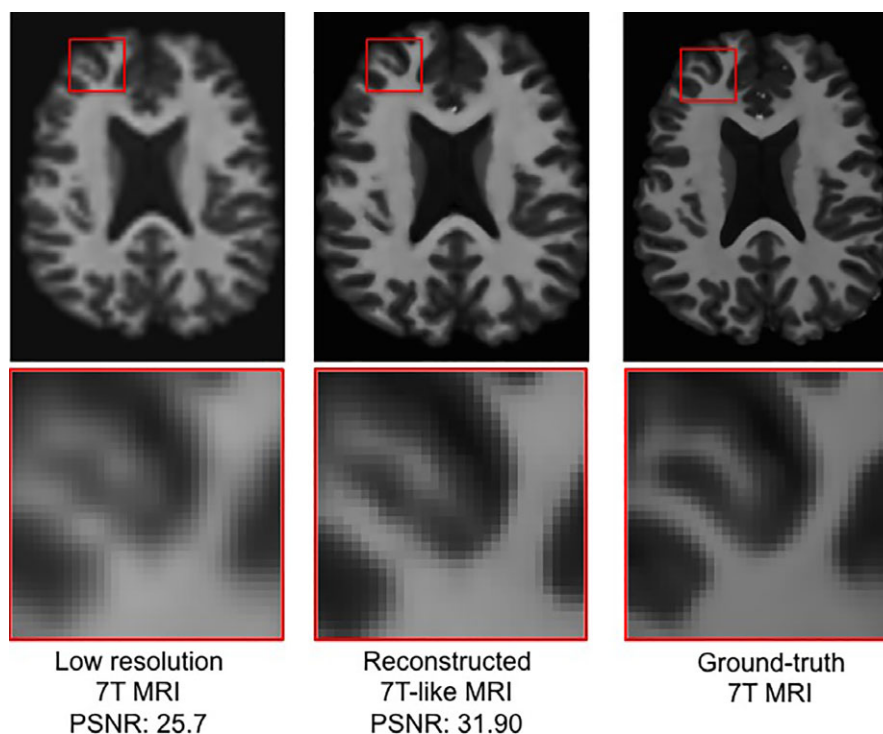 Low resolution
7T MRI
PSNR: 25.7
Reconstructed
7T-like MRI
PSNR: 31.90
Ground-truth
7T MRI